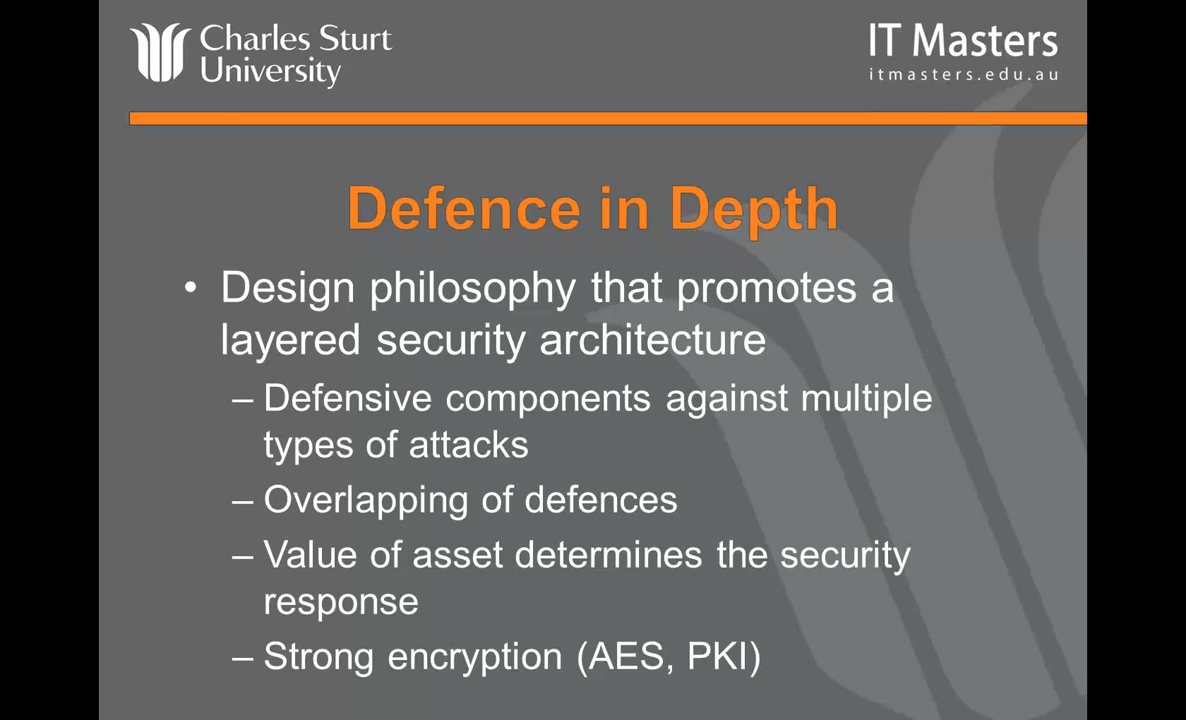 Charles Sturt
University
IT Masters
itmasters.edu.au
Defence in Depth
• Design philosophy that promotes a
layered security architecture
– Defensive components against multiple
types of attacks
– Overlapping of defences
– Value of asset determines the security
response
– Strong encryption (AES, PKI)